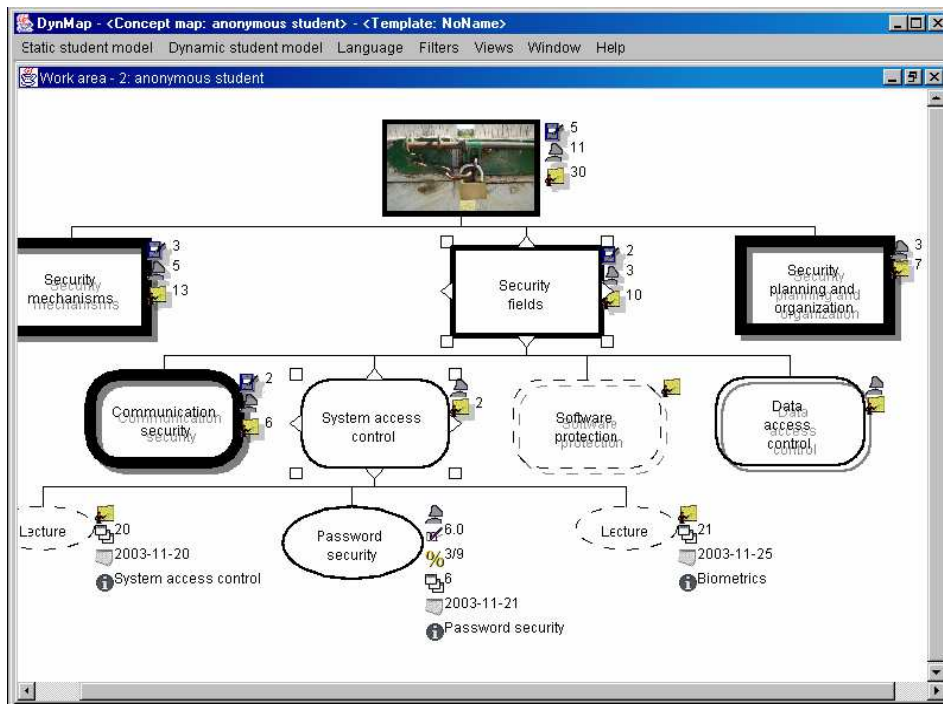 DynMap - <Concept map: anonymous student> - <Template: NoName>
Static student model Dynamic student model Language Filters Views Window Help
Work area - 2: anonymous student
5
11
30
3
5
13
Security
mechanisms
2
3
10
Security
fields
3
7
Security
planning and
organization
2
6
Communication
security
2
System access
control
Software
protection
Data
access
control
Lecture
20
2003-11-20
System access control
Password
security
6.0
% 3/9
6
2003-11-21
Password security
Lecture
21
2003-11-25
Biometrics